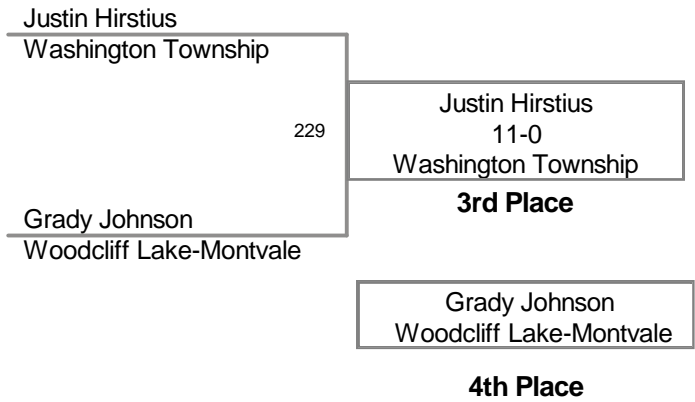 Justin Hirstius
Washington Township
229
Justin Hirstius
11-0
Washington Township
3rd Place
Grady Johnson
Woodcliff Lake-Montvale
Grady Johnson
Woodcliff Lake-Montvale
4th Place